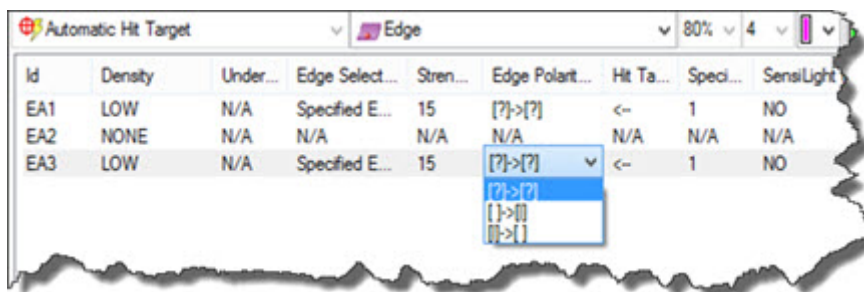 Automatic Hit Target Edge 80% 4
Id Density Under... Edge Select... Stren... Edge Polarit... Hit Ta... Speci... SensiLight
EA1 LOW N/A Specified E... 15 [?]->[?] <-- 1 NO
EA2 NONE N/A N/A N/A N/A N/A N/A N/A
EA3 LOW N/A Specified E... 15 [?]->[?] <-- 1 NO
[?]->[?]
[ ]->[|]
[|]->[ ]